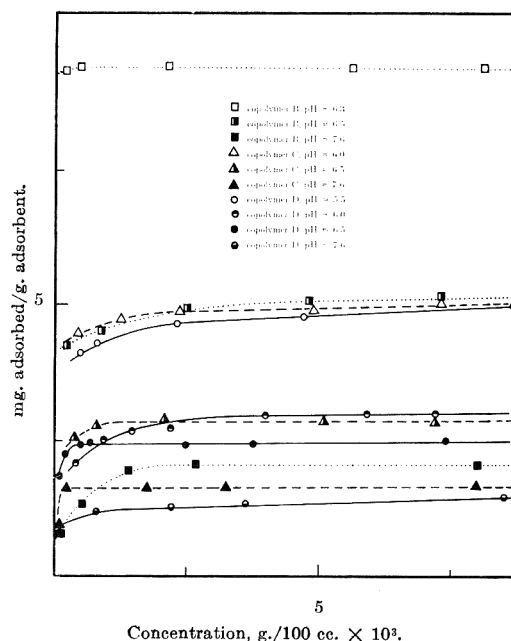 copolymer B, pH = 6.3
copolymer B, pH = 6.5
copolymer B, pH = 7.6
copolymer C, pH = 6.0
copolymer C, pH = 6.5
copolymer C, pH = 7.6
copolymer D, pH = 5.5
copolymer D, pH = 6.0
copolymer D, pH = 6.5
copolymer D, pH = 7.6
5
mg. adsorbed/g. adsorbent.
5
Concentration, g./100 cc. × 10³.